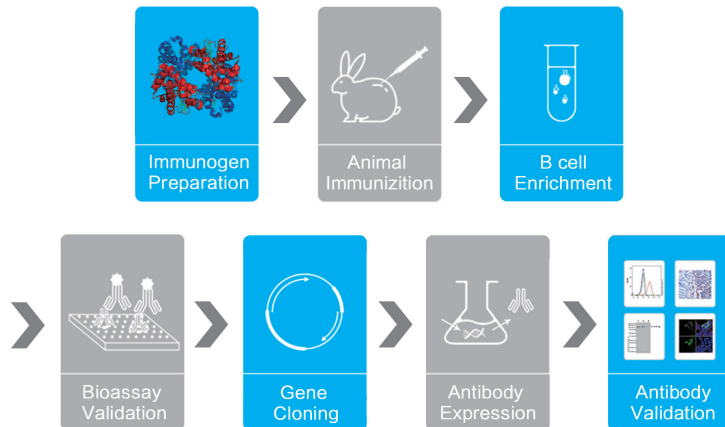 Immunogen
Preparation
Animal
Immunizition
B cell
Enrichment
Bioassay
Validation
Gene
Cloning
Antibody
Expression
Antibody
Validation